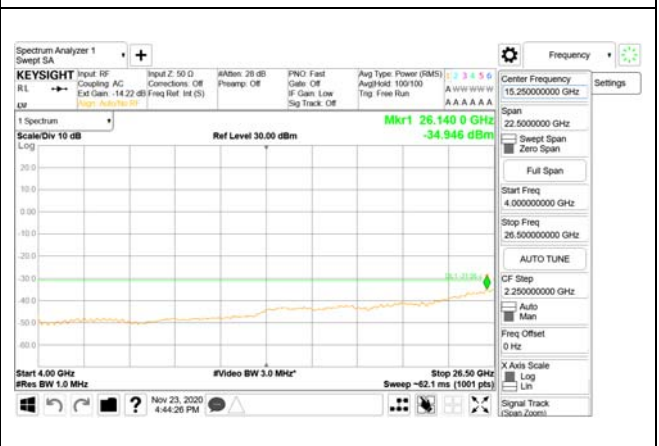 Spectrum Analyzer 1
Swept SA
+
Frequency
KEYSIGHT
RL
Input: RF
Coupling: AC
Ext Gain: -14.22 dB
Align: Auto/No RF
Input Z: 50 Ω
Corrections: Off
Freq Ref: Int (S)
#Atten: 28 dB
Preamp: Off
PNO: Fast
Gate: Off
IF Gain: Low
Sig Track: Off
Avg Type: Power (RMS)
Avg|Hold: 100/100
Trig: Free Run
1 2 3 4 5 6
A W W W W W
A A A A A A
1 Spectrum
Scale/Div 10 dB
Ref Level 30.00 dBm
Mkr1 26.140 0 GHz
-34.946 dBm
Log
20.0
10.0
0.00
-10.0
-20.0
-30.0
-40.0
-50.0
-60.0
Start 4.00 GHz
#Res BW 1.0 MHz
#Video BW 3.0 MHz*
Stop 26.50 GHz
Sweep ~62.1 ms (1001 pts)
Nov 23, 2020
4:44:26 PM
?
Center Frequency
15.250000000 GHz
Settings
Span
22.5000000 GHz
Swept Span
Zero Span
Full Span
Start Freq
4.000000000 GHz
Stop Freq
26.500000000 GHz
AUTO TUNE
CF Step
2.250000000 GHz
Auto
Man
Freq Offset
0 Hz
X Axis Scale
Log
Lin
Signal Track
(Span Zoom)